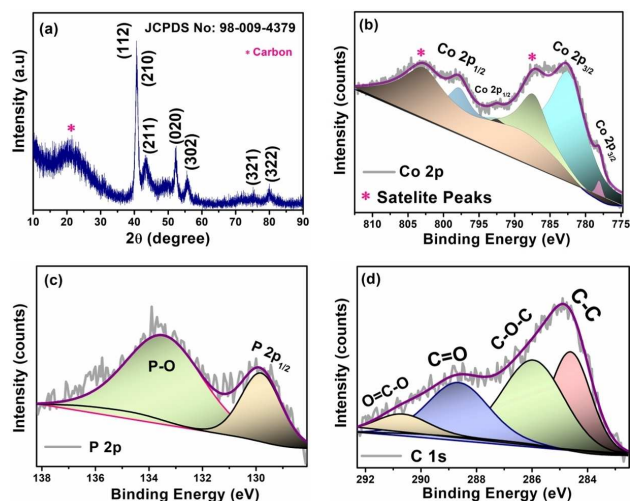 (a)
JCPDS No: 98-009-4379
* Carbon
*
(112)
(210)
(211)
(020)
(302)
(321)
(322)
Intensity (a.u)
10 20 30 40 50 60 70 80 90
2θ (degree)
(b)
*
Co 2p1/2
Co 2p1/2
*
Co 2p3/2
Co 2p3/2
Co 2p
* Satelite Peaks
Intensity (counts)
810 805 800 795 790 785 780 775
Binding Energy (eV)
(c)
P-O
P 2p1/2
P 2p
Intensity (counts)
138 136 134 132 130
Binding Energy (eV)
(d)
O=C-O
C=O
C-O-C
C-C
C 1s
Intensity (counts)
292 290 288 286 284
Binding Energy (eV)